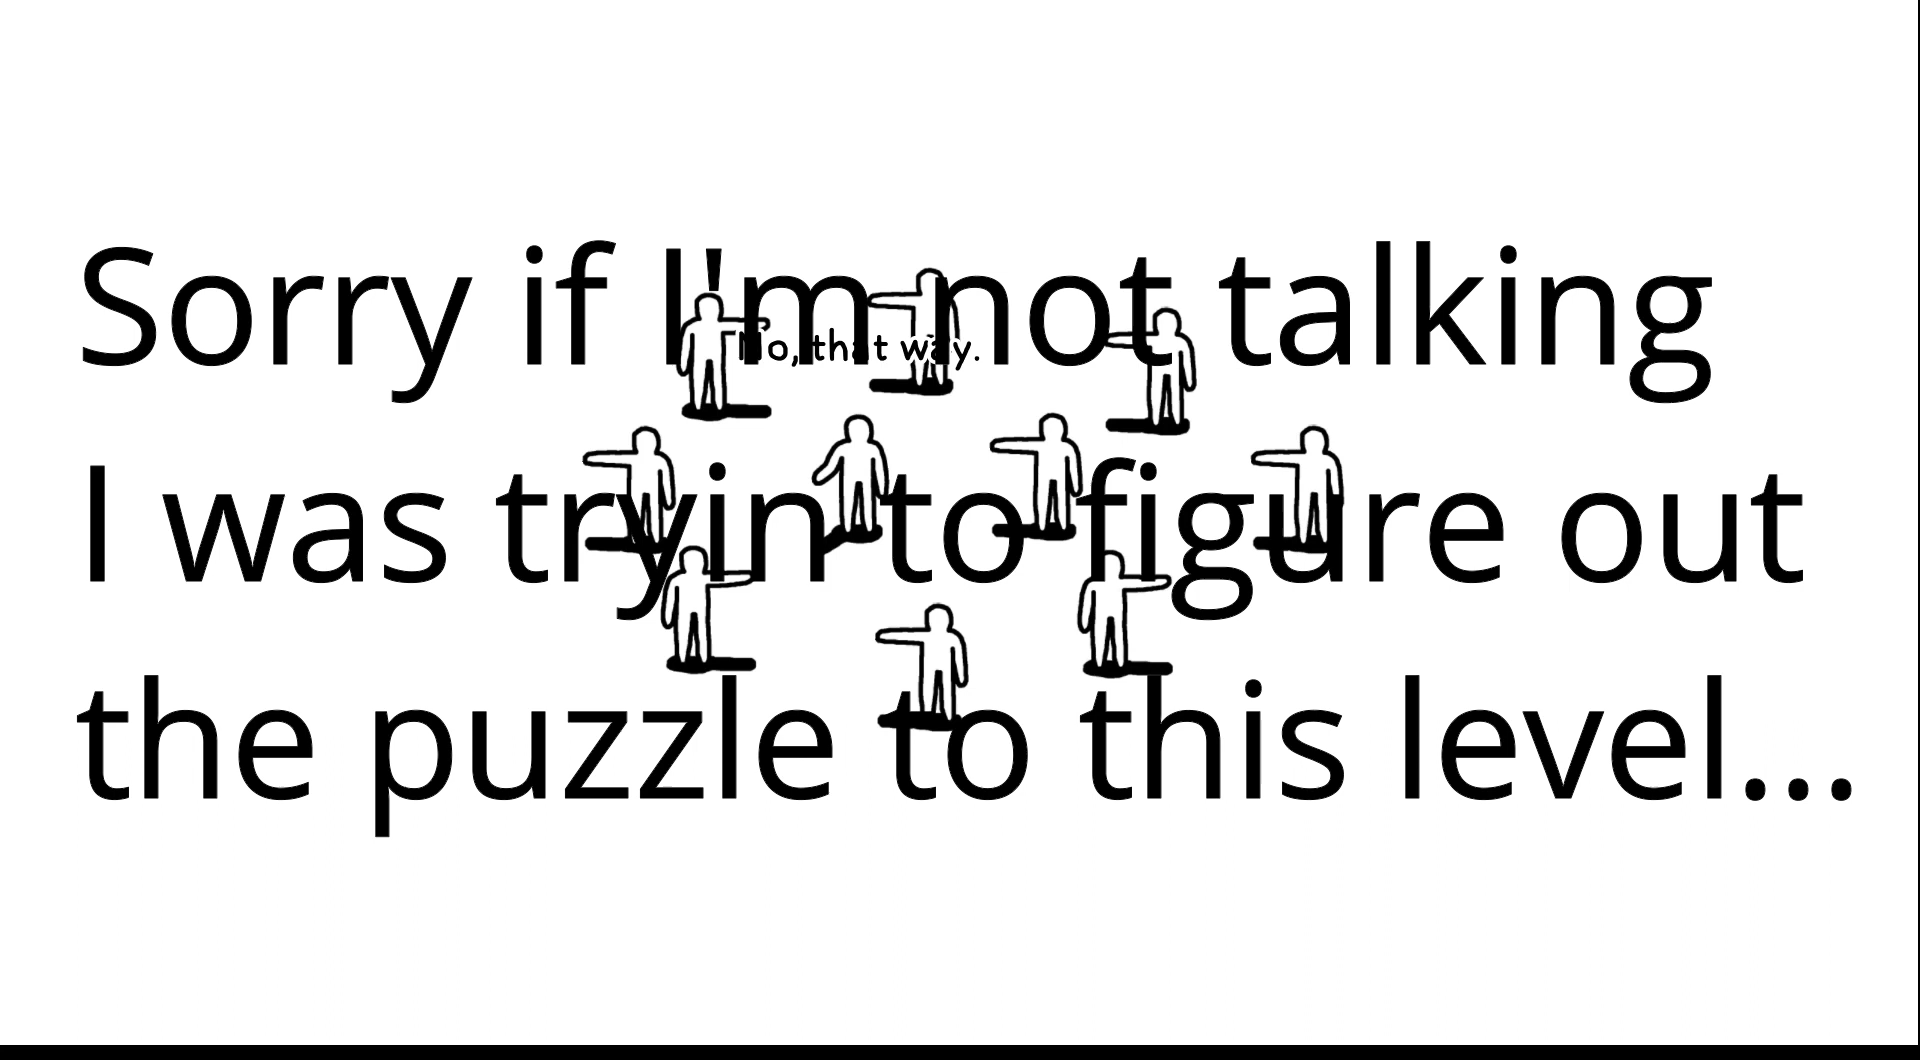 Sorry if I'm not talking
No, that way.
I was tryin to figure out
the puzzle to this level...